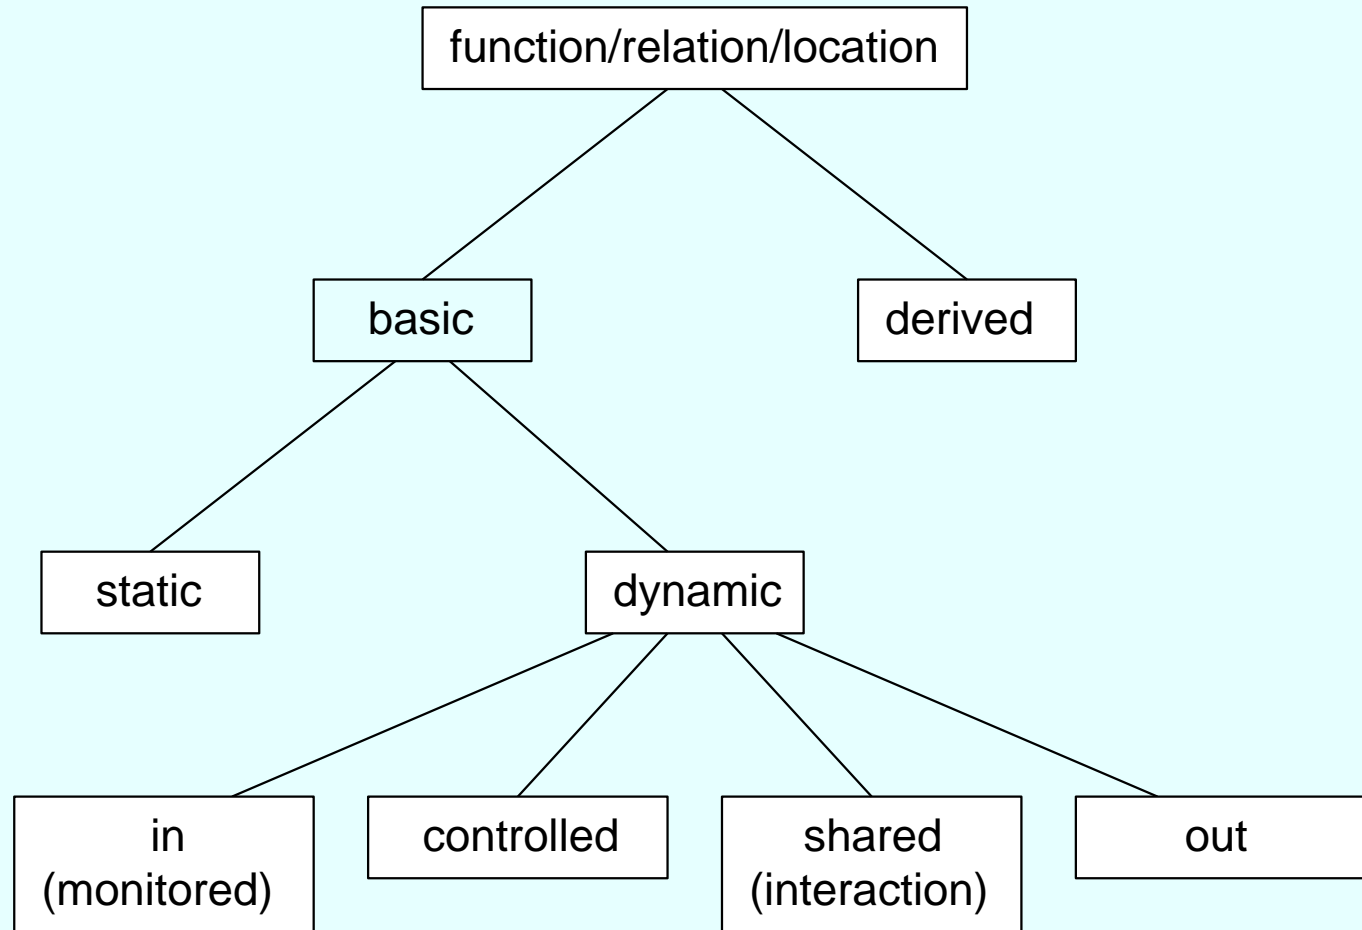 function/relation/location
basic
derived
static
dynamic
in
(monitored)
controlled
shared
(interaction)
out